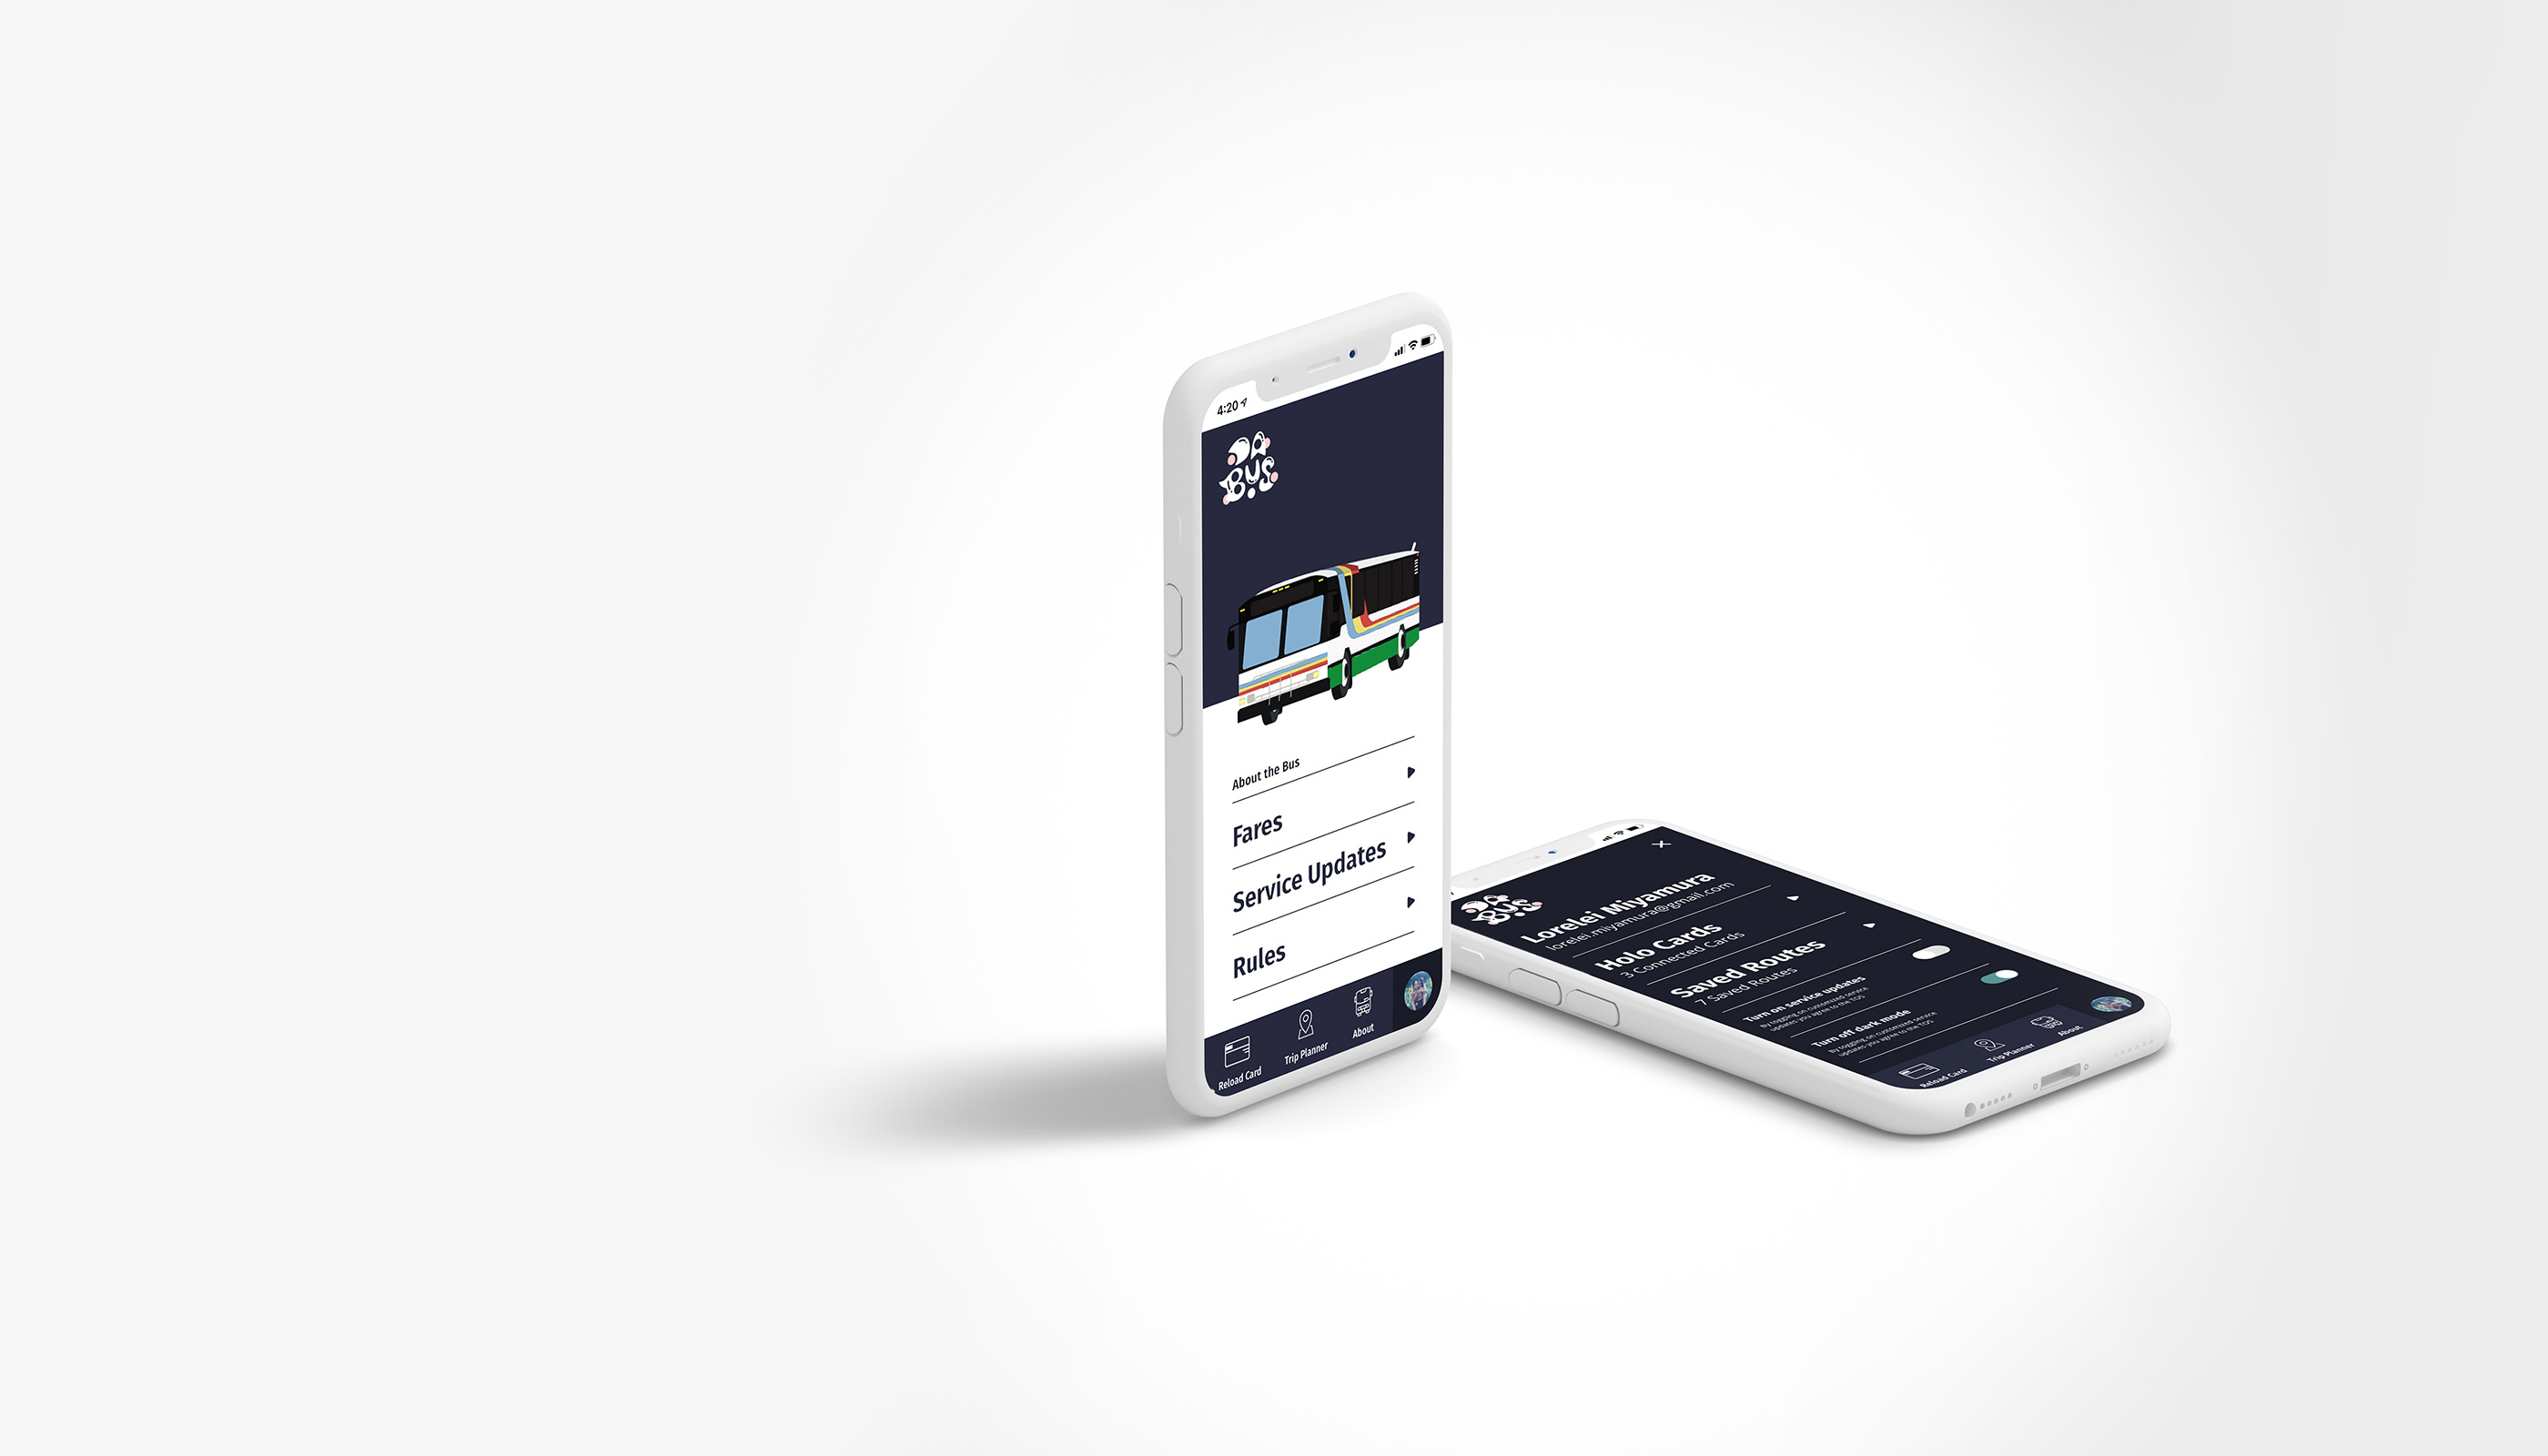 4:20
DA
BUS
About the Bus
Fares
Service Updates
Rules
Reload Card
Trip Planner
About
DA
BUS
Lorelei Miyamura
lorelei.miyamura@gmail.com
Holo Cards
3 Connected Cards
Saved Routes
7 Saved Routes
Turn on service updates
By toggling on customized service
updates you agree to the TOS
Turn off dark mode
By toggling on customized service
updates you agree to the TOS
Reload Card
Trip Planner
About